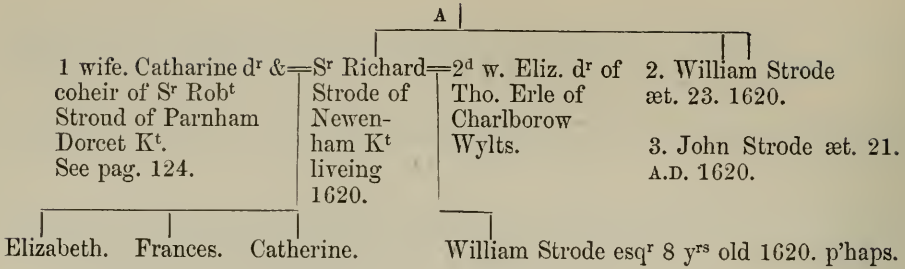 A
1 wife. Catharine dʳ &
coheir of Sʳ Robᵗ
Stroud of Parnham
Dorcet Kᵗ.
See pag. 124.
Sʳ Richard
Strode of
Newen-
ham Kᵗ
liveing
1620.
2ᵈ w. Eliz. dʳ of
Tho. Erle of
Charlborow
Wylts.
2. William Strode
æt. 23. 1620.
3. John Strode æt. 21.
A.D. 1620.
Elizabeth. Frances. Catherine.
William Strode esqʳ 8 yʳˢ old 1620. p'haps.